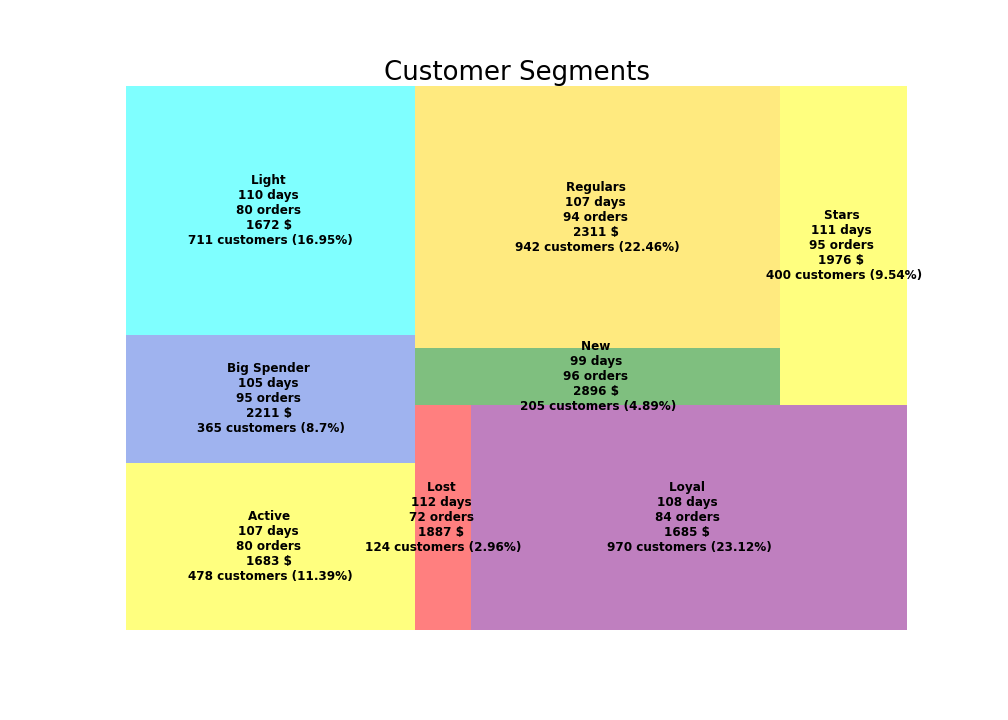 Customer Segments
Light
110 days
80 orders
1672 $
711 customers (16.95%)
Regulars
107 days
94 orders
2311 $
942 customers (22.46%)
Stars
111 days
95 orders
1976 $
400 customers (9.54%)
Big Spender
105 days
95 orders
2211 $
365 customers (8.7%)
New
99 days
96 orders
2896 $
205 customers (4.89%)
Active
107 days
80 orders
1683 $
478 customers (11.39%)
Lost
112 days
72 orders
1887 $
124 customers (2.96%)
Loyal
108 days
84 orders
1685 $
970 customers (23.12%)